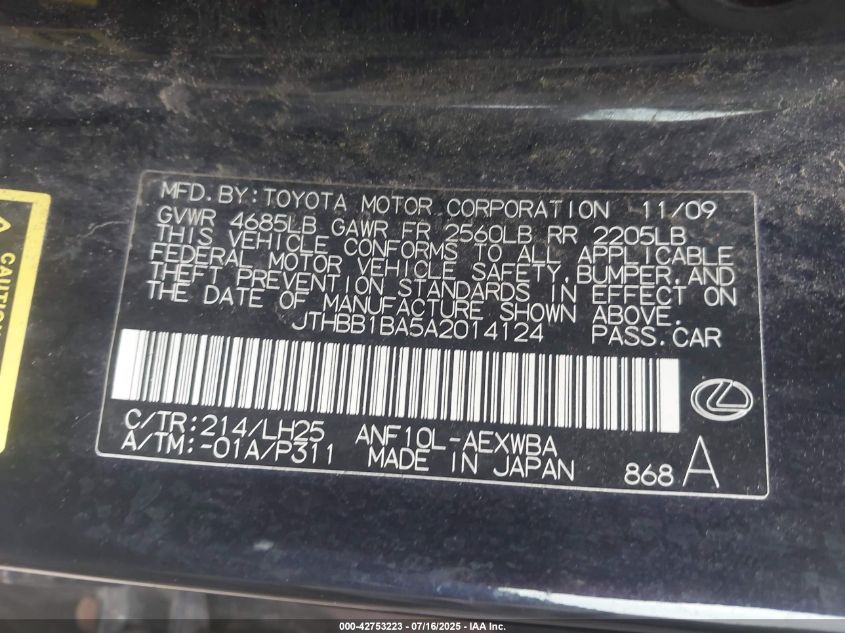 MFD.BY:TOYOTA MOTOR CORPORATION 11/09
GVWR 4685LB GAWR FR 2560LB RR 2205LB
THIS VEHICLE CONFORMS TO ALL APPLICABLE
FEDERAL MOTOR VEHICLE SAFETY,BUMPER,AND
THEFT PREVENTION STANDARDS IN EFFECT ON
THE DATE OF MANUFACTURE SHOWN ABOVE.
JTHBB1BA5A2014124 PASS.CAR
C/TR:214/LH25 ANF10L-AEXWBA
A/TM:-01A/P311 MADE IN JAPAN 868 A
CAUTION
000-42753223 - 07/16/2025 - IAA Inc.